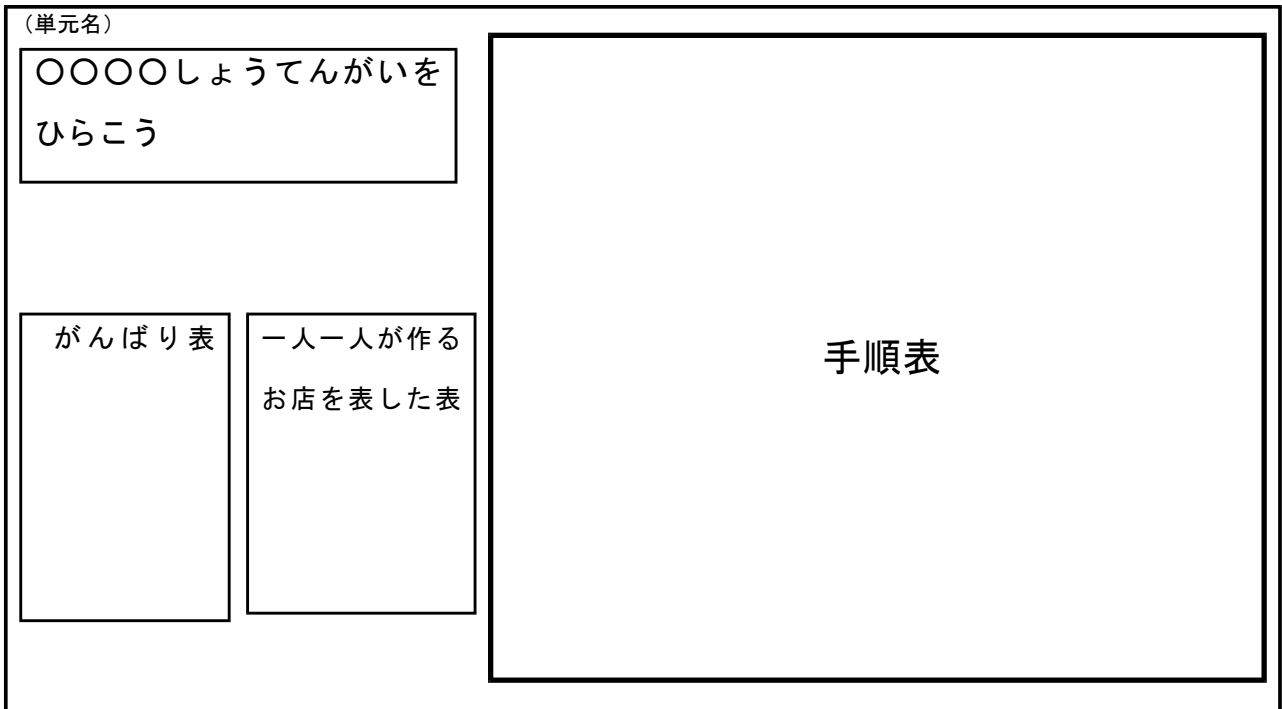 （単元名）
〇〇〇〇しょうてんがいを
ひらこう
がんばり表
一人一人が作る
お店を表した表
手順表